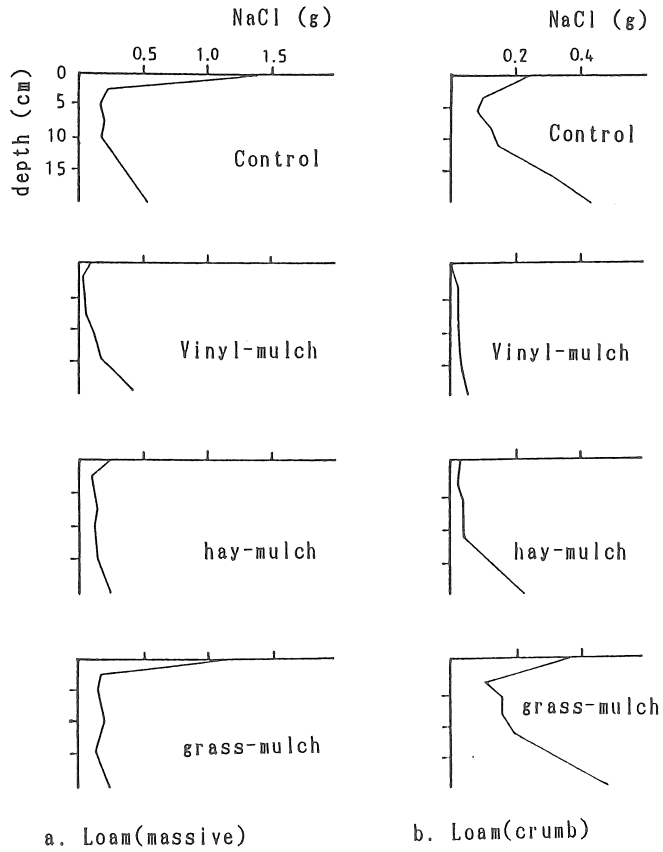 NaCl (g)
0.5 1.0 1.5
depth (cm)
0
5
10
15
Control
Vinyl-mulch
hay-mulch
grass-mulch
a. Loam(massive)
NaCl (g)
0.2 0.4
Control
Vinyl-mulch
hay-mulch
grass-mulch
b. Loam(crumb)